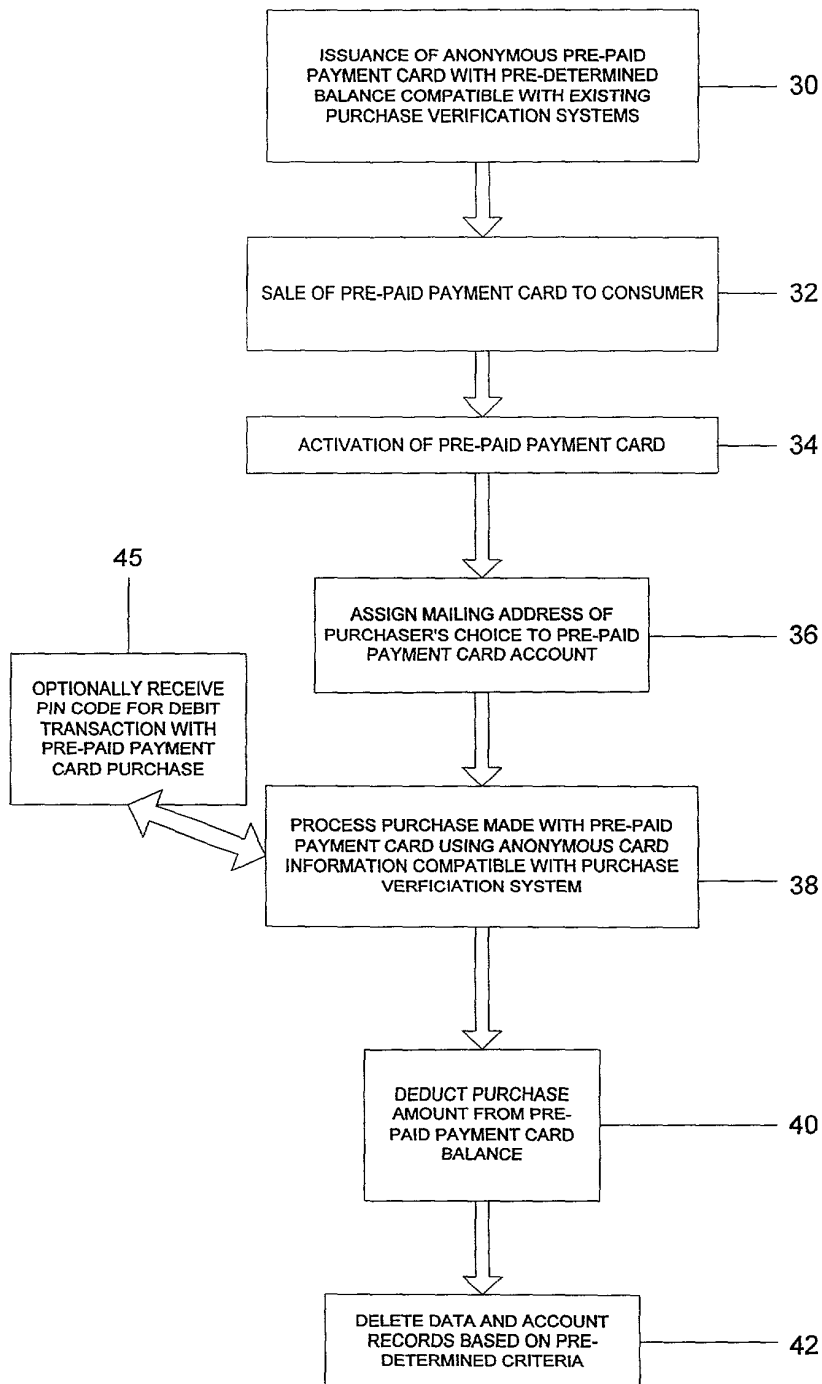 ISSUANCE OF ANONYMOUS PRE-PAID
PAYMENT CARD WITH PRE-DETERMINED
BALANCE COMPATIBLE WITH EXISTING
PURCHASE VERIFICATION SYSTEMS
30
SALE OF PRE-PAID PAYMENT CARD TO CONSUMER
32
ACTIVATION OF PRE-PAID PAYMENT CARD
34
ASSIGN MAILING ADDRESS OF
PURCHASER'S CHOICE TO PRE-PAID
PAYMENT CARD ACCOUNT
36
45
OPTIONALLY RECEIVE
PIN CODE FOR DEBIT
TRANSACTION WITH
PRE-PAID PAYMENT
CARD PURCHASE
PROCESS PURCHASE MADE WITH PRE-PAID
PAYMENT CARD USING ANONYMOUS CARD
INFORMATION COMPATIBLE WITH PURCHASE
VERFICIATION SYSTEM
38
DEDUCT PURCHASE
AMOUNT FROM PRE-
PAID PAYMENT CARD
BALANCE
40
DELETE DATA AND ACCOUNT
RECORDS BASED ON PRE-
DETERMINED CRITERIA
42